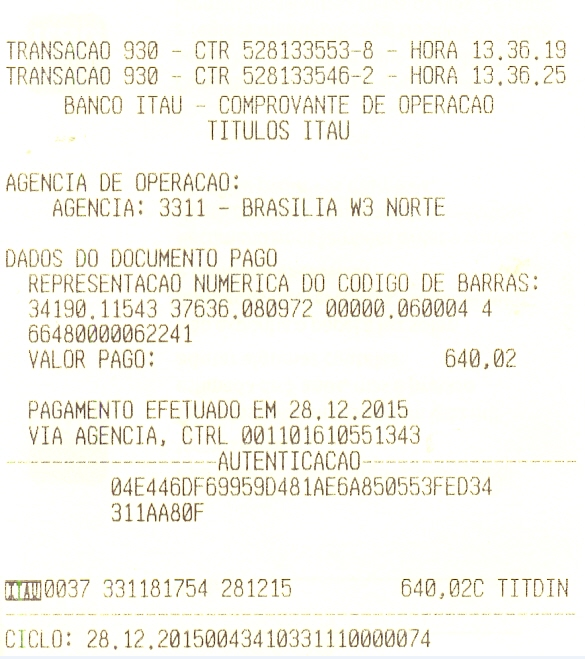 TRANSACAO 930 - CTR 528133553-8 - HORA 13.36.19
TRANSACAO 930 - CTR 528133546-2 - HORA 13.36.25
BANCO ITAU - COMPROVANTE DE OPERACAO
TITULOS ITAU
AGENCIA DE OPERACAO:
AGENCIA: 3311 - BRASILIA W3 NORTE
DADOS DO DOCUMENTO PAGO
REPRESENTACAO NUMERICA DO CODIGO DE BARRAS:
34190.11543 37636.080972 00000.060004 4
66480000062241
VALOR PAGO: 640,02
PAGAMENTO EFETUADO EM 28.12.2015
VIA AGENCIA, CTRL 001101610551343
AUTENTICACAO
04E446DF69959D481AE6A850553FED34
311AA80F
ITAU0037 331181754 281215 640,02C TITDIN
CICLO: 28.12.2015004341033111​0000074